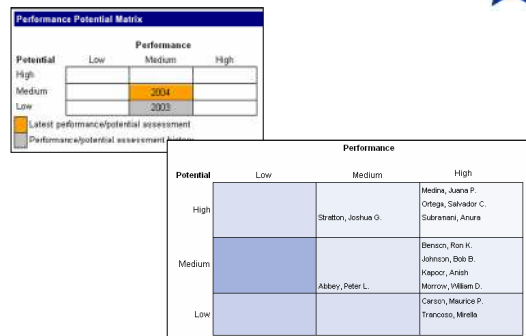 Performance Potential Matrix
Performance
Potential Low Medium High
High
Medium 2004
Low 2003
Latest performance/potential assessment
Performance/potential assessment history
Performance
Potential Low Medium High
High
Stratton, Joshua G.
Medina, Juana P.
Ortega, Salvador C.
Subramani, Anura
Medium
Abbey, Peter L.
Benson, Ron K.
Johnson, Bob B.
Kapoor, Anish
Morrow, William D.
Low
Carson, Maurice P.
Trancoso, Mirella